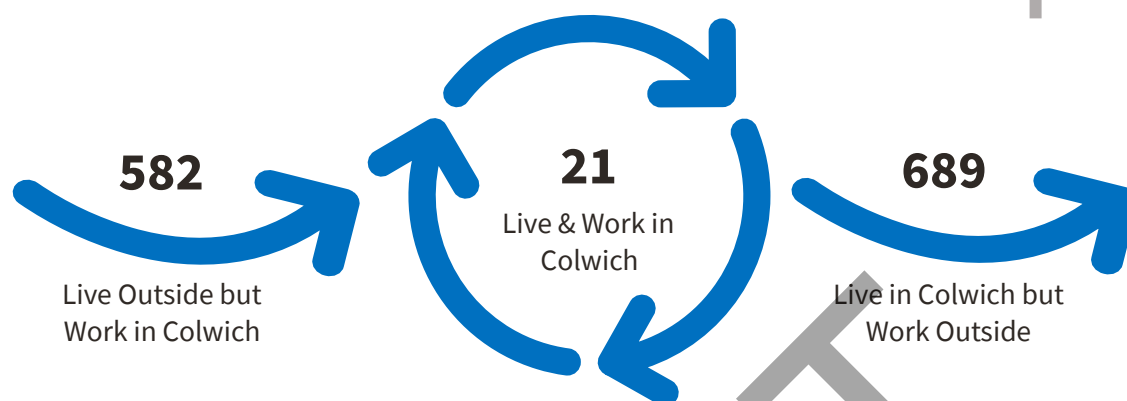 582
Live Outside but
Work in Colwich
21
Live & Work in
Colwich
689
Live in Colwich but
Work Outside